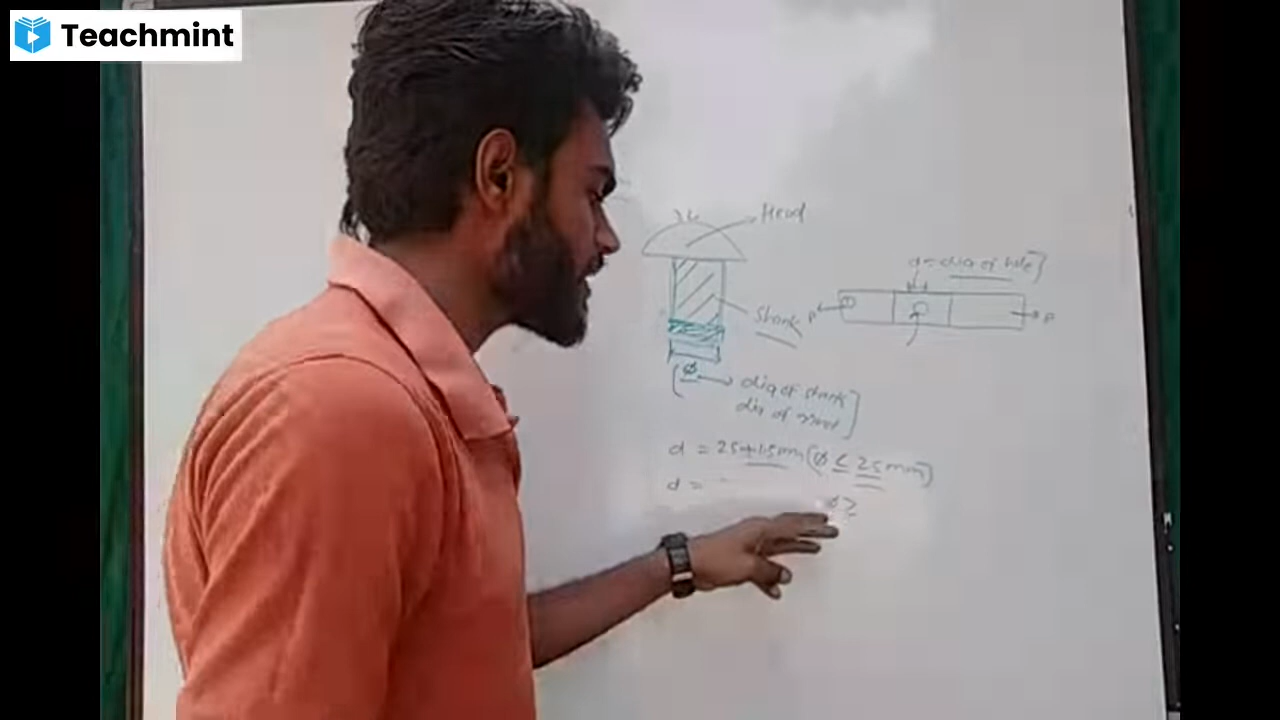 Teachmint
Head
d = dia of hole]
Shank
P
P
[Ø → dia of shank
dia of rivet]
d = 25+1.5mm (Ø ≤ 25mm)
d =
Ø ≥